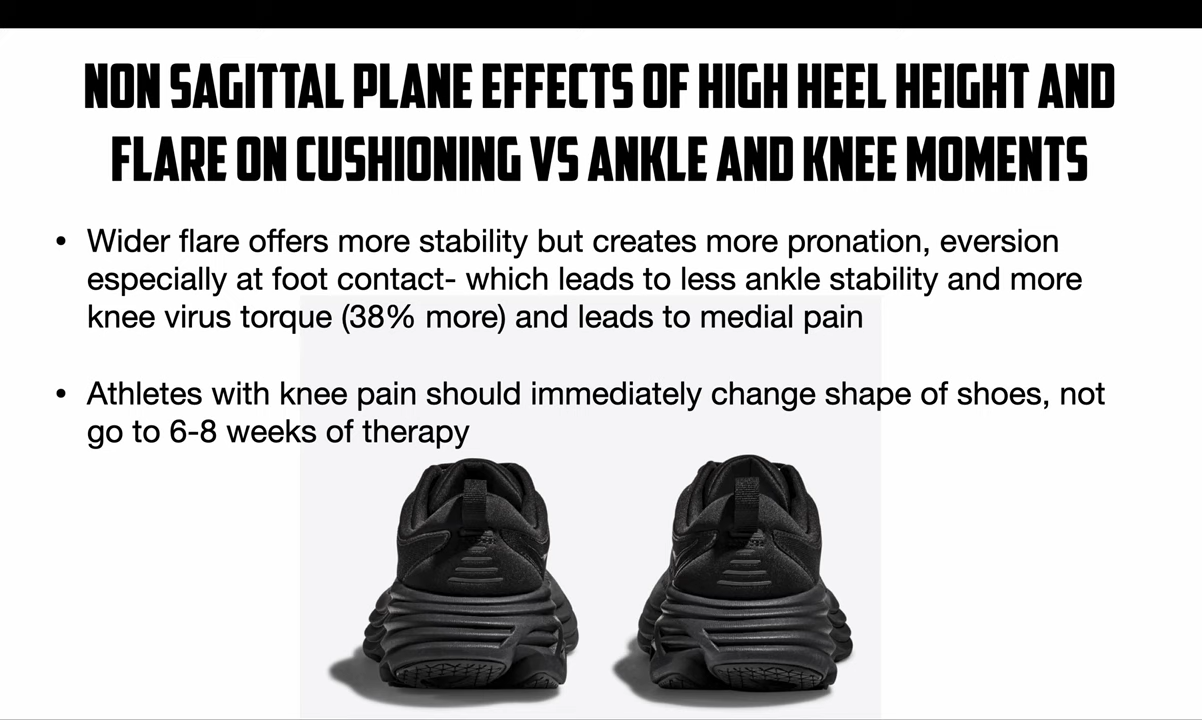 NON SAGITTAL PLANE EFFECTS OF HIGH HEEL HEIGHT AND
FLARE ON CUSHIONING VS ANKLE AND KNEE MOMENTS
• Wider flare offers more stability but creates more pronation, eversion
especially at foot contact- which leads to less ankle stability and more
knee virus torque (38% more) and leads to medial pain
• Athletes with knee pain should immediately change shape of shoes, not
go to 6-8 weeks of therapy